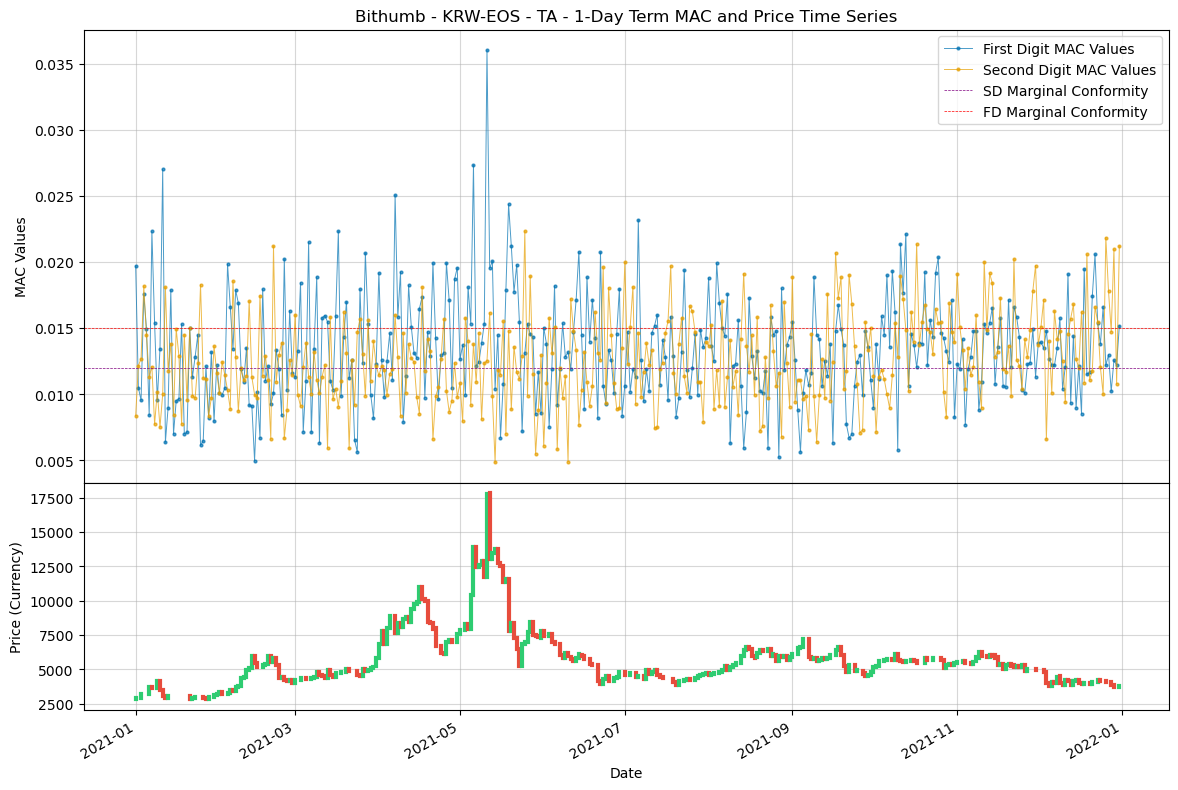 Bithumb - KRW-EOS - TA - 1-Day Term MAC and Price Time Series
First Digit MAC Values
Second Digit MAC Values
SD Marginal Conformity
FD Marginal Conformity
MAC Values
0.035
0.030
0.025
0.020
0.015
0.010
0.005
Price (Currency)
17500
15000
12500
10000
7500
5000
2500
2021-01
2021-03
2021-05
2021-07
2021-09
2021-11
2022-01
Date